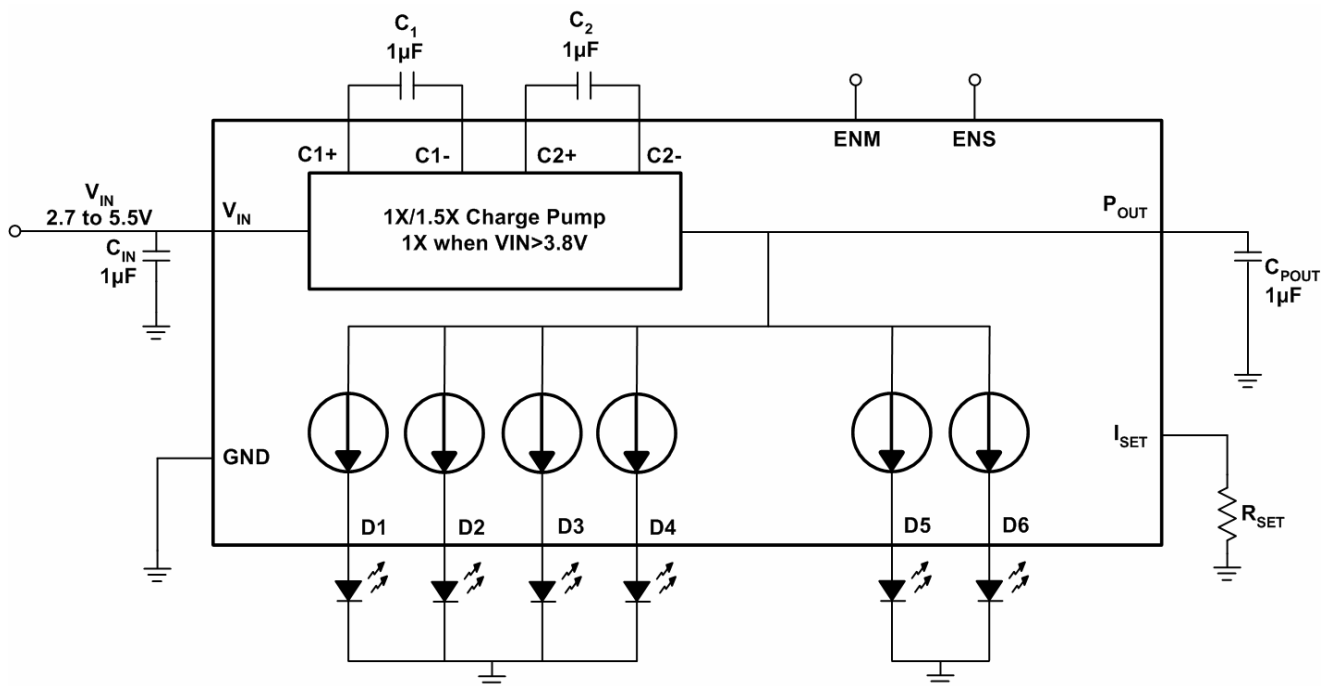 C1
1µF
C2
1µF
ENM
ENS
C1+
C1-
C2+
C2-
VIN
2.7 to 5.5V
VIN
1X/1.5X Charge Pump
1X when VIN>3.8V
POUT
CIN
1µF
CPOUT
1µF
ISET
GND
RSET
D1
D2
D3
D4
D5
D6